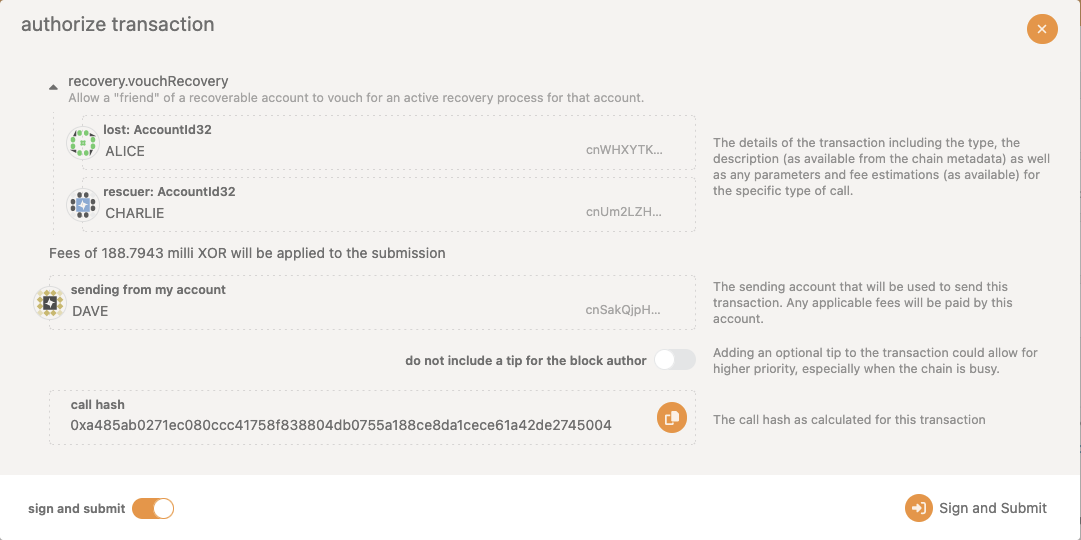 authorize transaction
recovery.vouchRecovery
Allow a "friend" of a recoverable account to vouch for an active recovery process for that account.
lost: AccountId32
ALICE
cnWHXYTK...
The details of the transaction including the type, the
description (as available from the chain metadata) as well
as any parameters and fee estimations (as available) for
the specific type of call.
rescuer: AccountId32
CHARLIE
cnUm2LZH...
Fees of 188.7943 milli XOR will be applied to the submission
sending from my account
DAVE
cnSakQjpH...
The sending account that will be used to send this
transaction. Any applicable fees will be paid by this
account.
do not include a tip for the block author
Adding an optional tip to the transaction could allow for
higher priority, especially when the chain is busy.
call hash
0xa485ab0271ec080ccc41758f838804db0755a188ce8da1cece61a42de2745004
The call hash as calculated for this transaction
sign and submit
Sign and Submit